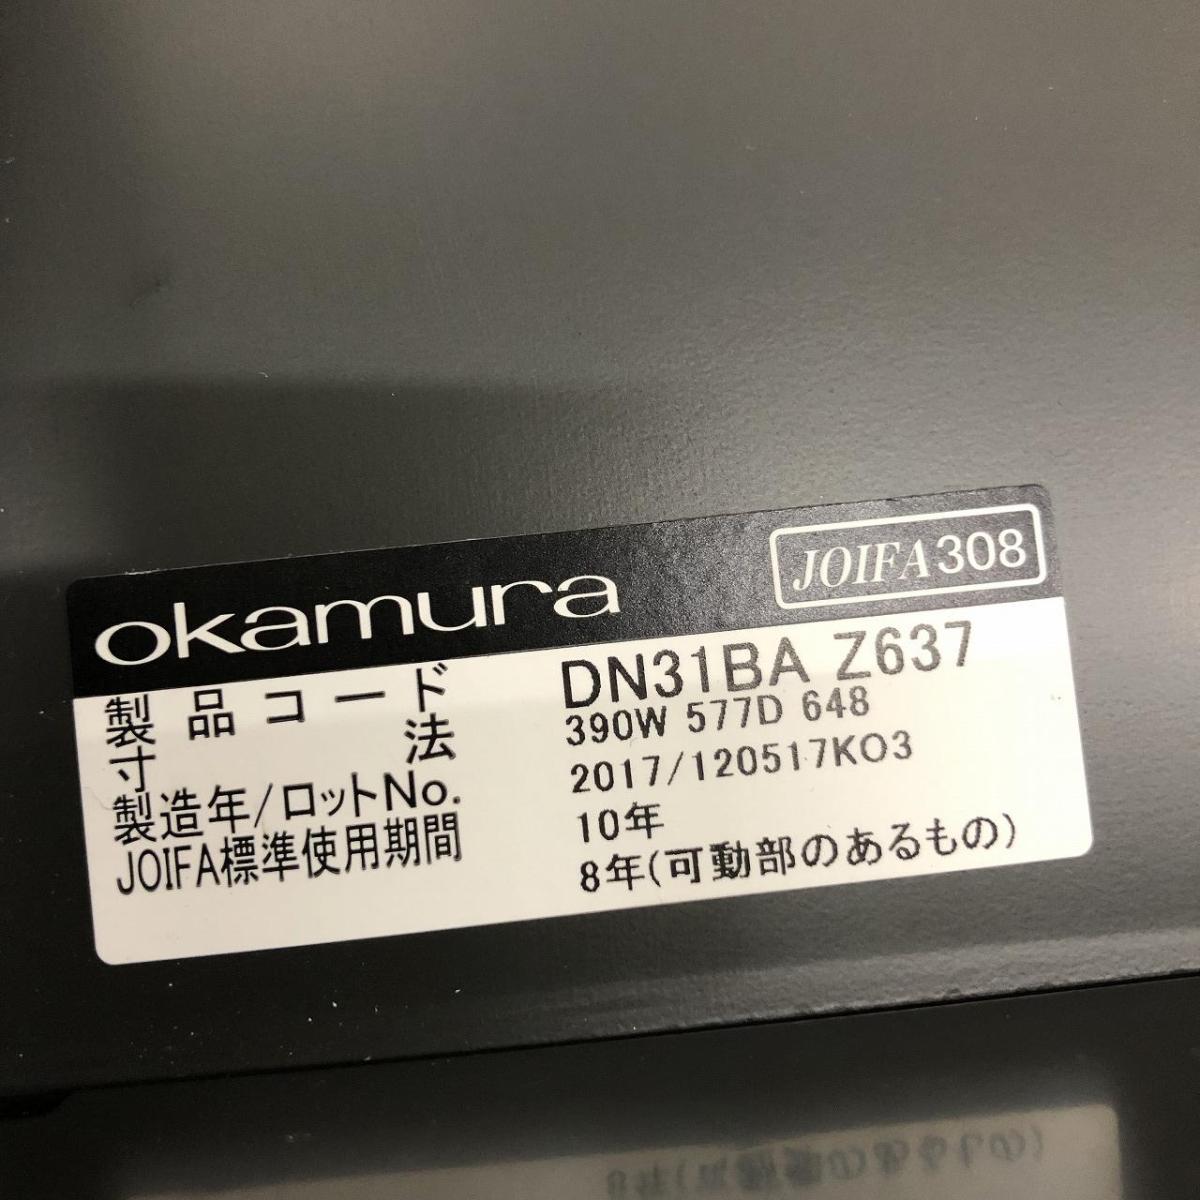 okamura JOIFA308
製品コード DN31BA Z637
寸法 390W 577D 648
製造年/ロットNo. 2017/120517KO3
JOIFA標準使用期間 10年
8年(可動部のあるもの)